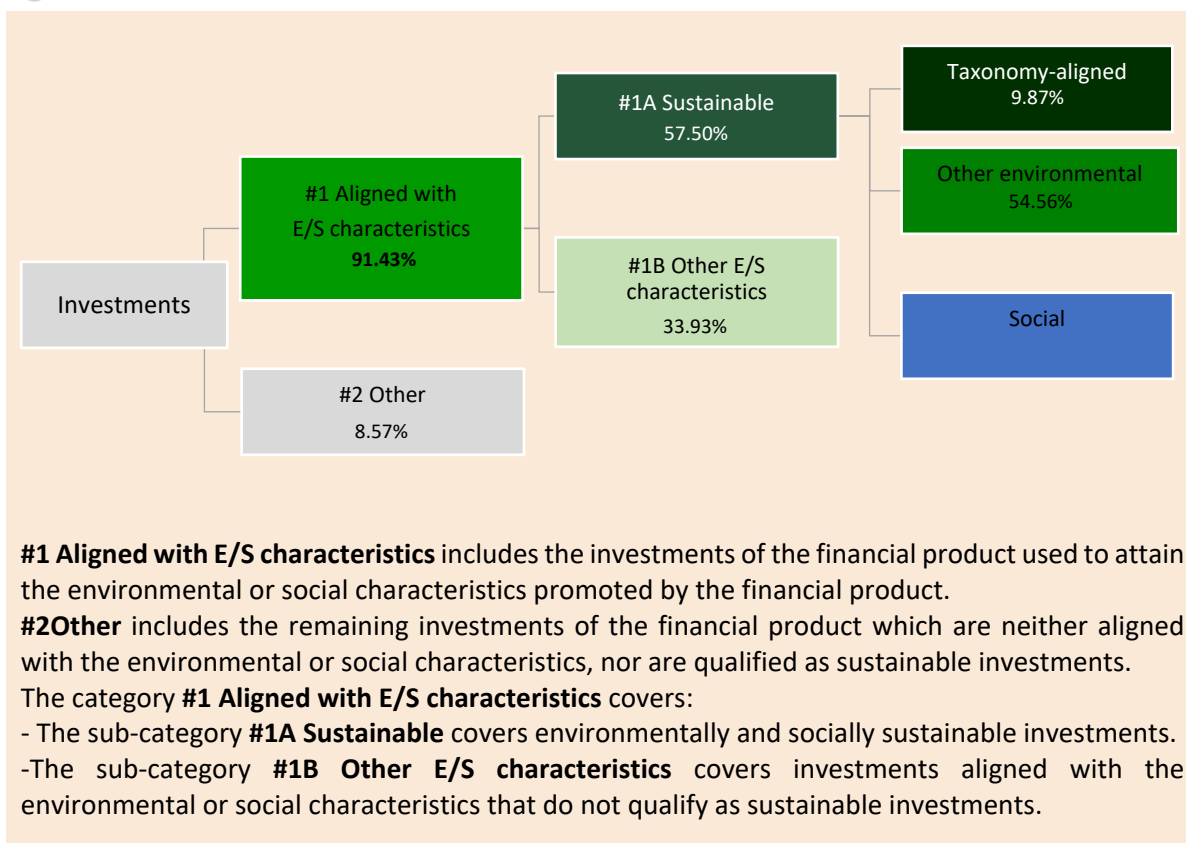 Investments
#1 Aligned with
E/S characteristics
91.43%
#2 Other
8.57%
#1A Sustainable
57.50%
#1B Other E/S
characteristics
33.93%
Taxonomy-aligned
9.87%
Other environmental
54.56%
Social
#1 Aligned with E/S characteristics includes the investments of the financial product used to attain
the environmental or social characteristics promoted by the financial product.
#2Other includes the remaining investments of the financial product which are neither aligned
with the environmental or social characteristics, nor are qualified as sustainable investments.
The category #1 Aligned with E/S characteristics covers:
- The sub-category #1A Sustainable covers environmentally and socially sustainable investments.
-The sub-category #1B Other E/S characteristics covers investments aligned with the
environmental or social characteristics that do not qualify as sustainable investments.